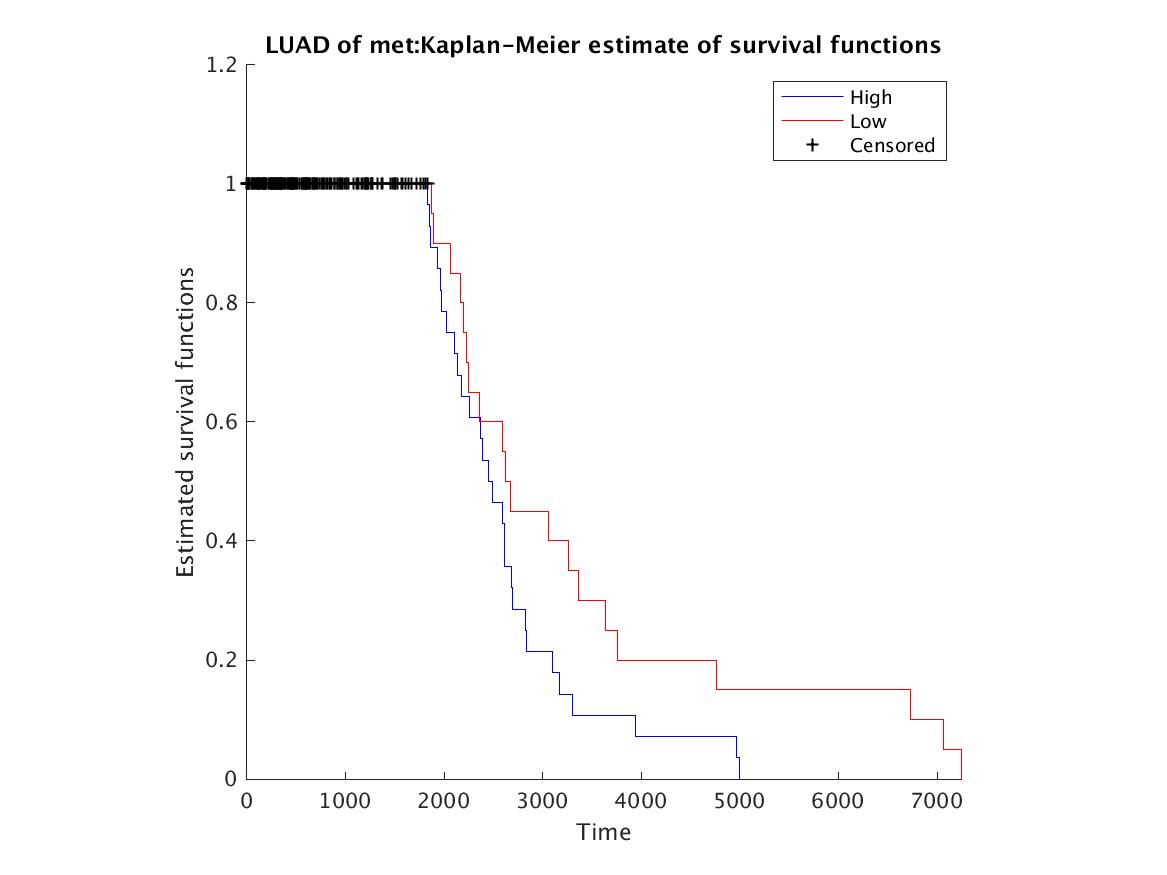 LUAD of met:Kaplan-Meier estimate of survival functions
1.2
1
0.8
0.6
0.4
0.2
0
Estimated survival functions
High
Low
Censored
0 1000 2000 3000 4000 5000 6000 7000
Time